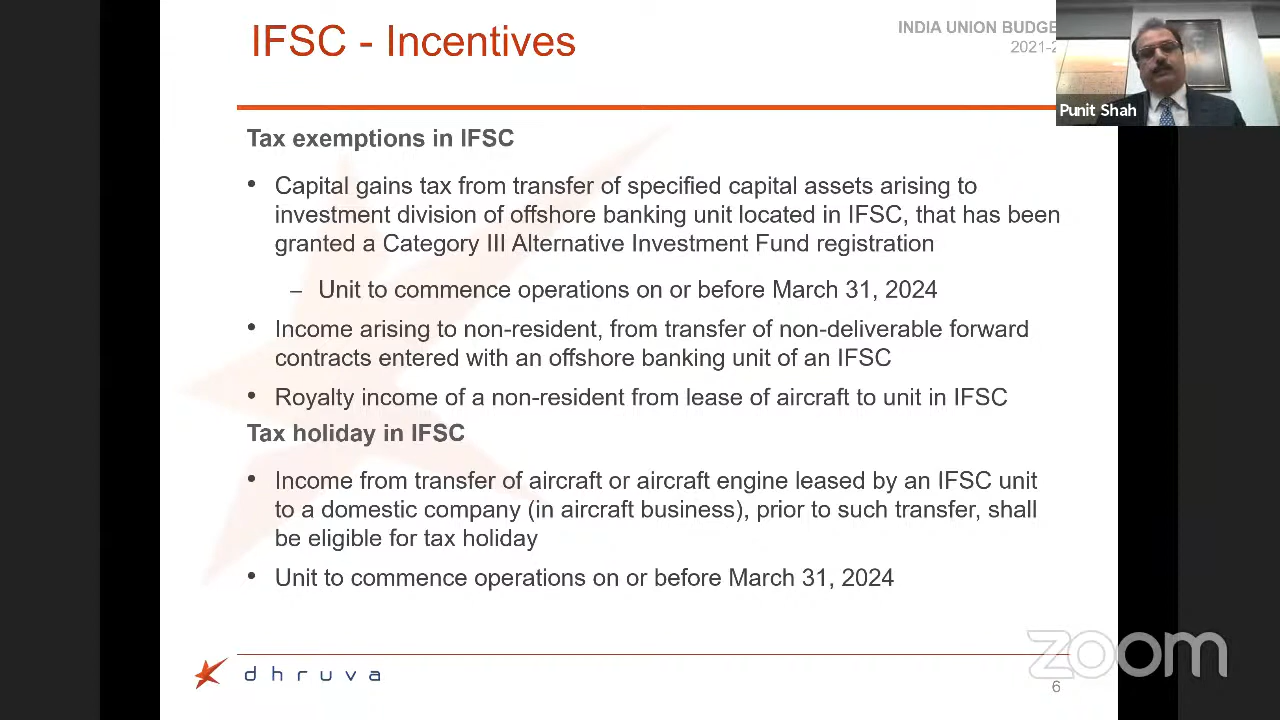 IFSC - Incentives
INDIA UNION BUDGE
2021-2
Punit Shah
Tax exemptions in IFSC
• Capital gains tax from transfer of specified capital assets arising to
investment division of offshore banking unit located in IFSC, that has been
granted a Category III Alternative Investment Fund registration
– Unit to commence operations on or before March 31, 2024
• Income arising to non-resident, from transfer of non-deliverable forward
contracts entered with an offshore banking unit of an IFSC
• Royalty income of a non-resident from lease of aircraft to unit in IFSC
Tax holiday in IFSC
• Income from transfer of aircraft or aircraft engine leased by an IFSC unit
to a domestic company (in aircraft business), prior to such transfer, shall
be eligible for tax holiday
• Unit to commence operations on or before March 31, 2024
dhruva
zoom
6